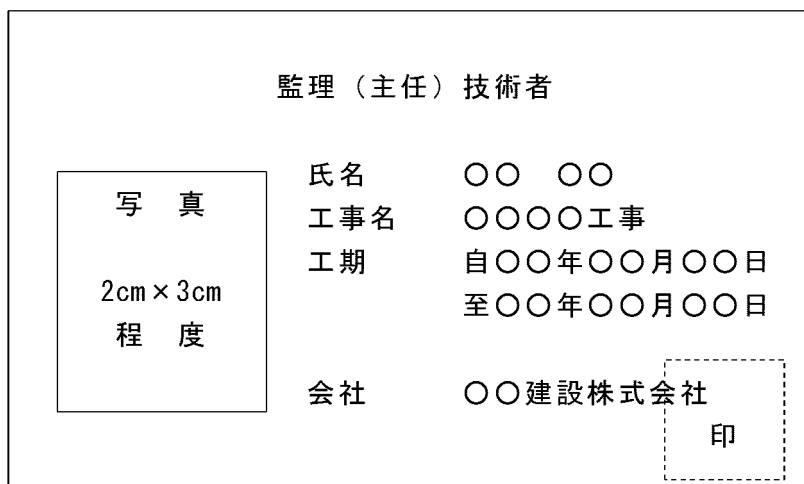 監理（主任）技術者
写　真
2cm×3cm
程　度
氏名　○○　○○
工事名　○○○○工事
工期　自○○年○○月○○日
至○○年○○月○○日
会社　○○建設株式会社
印